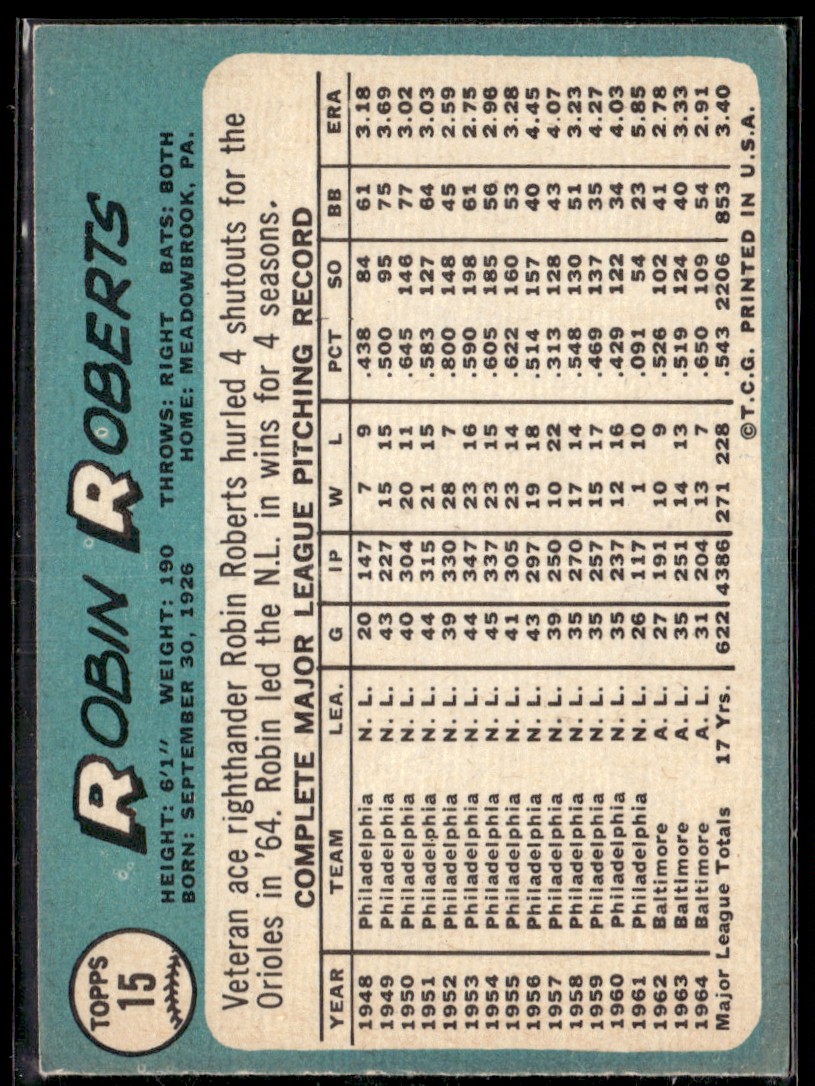 TOPPS
15
ROBIN ROBERTS
HEIGHT: 6'1" WEIGHT: 190 THROWS: RIGHT BATS: BOTH
BORN: SEPTEMBER 30, 1926 HOME: MEADOWBROOK, PA.
Veteran ace righthander Robin Roberts hurled 4 shutouts for the
Orioles in '64. Robin led the N.L. in wins for 4 seasons.
COMPLETE MAJOR LEAGUE PITCHING RECORD
YEAR TEAM LEA. G IP W L PCT SO BB ERA
1948 Philadelphia N. L. 20 147 7 9 .438 84 61 3.18
1949 Philadelphia N. L. 43 227 15 15 .500 95 75 3.69
1950 Philadelphia N. L. 40 304 20 11 .645 146 77 3.02
1951 Philadelphia N. L. 44 315 21 15 .583 127 64 3.03
1952 Philadelphia N. L. 39 330 28 7 .800 148 45 2.59
1953 Philadelphia N. L. 44 347 23 16 .590 198 61 2.75
1954 Philadelphia N. L. 45 337 23 15 .605 185 56 2.96
1955 Philadelphia N. L. 41 305 23 14 .622 160 53 3.28
1956 Philadelphia N. L. 43 297 19 18 .514 157 40 4.45
1957 Philadelphia N. L. 39 250 10 22 .313 128 43 4.07
1958 Philadelphia N. L. 35 270 17 14 .548 130 51 3.23
1959 Philadelphia N. L. 35 257 15 17 .469 137 35 4.27
1960 Philadelphia N. L. 35 237 12 16 .429 122 34 4.03
1961 Philadelphia N. L. 26 117 1 10 .091 54 23 5.85
1962 Baltimore A. L. 27 191 10 9 .526 102 41 2.78
1963 Baltimore A. L. 35 251 14 13 .519 124 40 3.33
1964 Baltimore A. L. 31 204 13 7 .650 109 54 2.91
Major League Totals 17 Yrs. 622 4386 271 228 .543 2206 853 3.40
©T.C.G. PRINTED IN U.S.A.